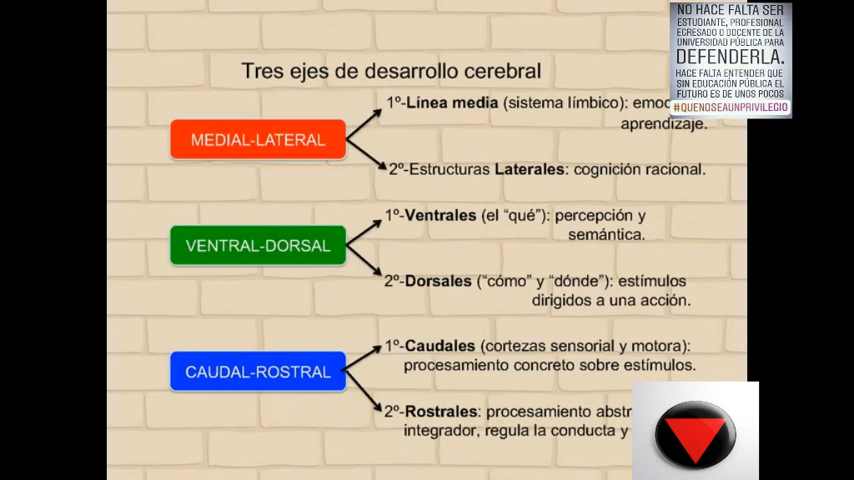 NO HACE FALTA SER
ESTUDIANTE, PROFESIONAL
EGRESADO O DOCENTE DE LA
UNIVERSIDAD PÚBLICA PARA
DEFENDERLA.
HACE FALTA ENTENDER QUE
SIN EDUCACIÓN PÚBLICA EL
FUTURO ES DE UNOS POCOS
#QUENOSEAUNPRIVILEGIO
Tres ejes de desarrollo cerebral
MEDIAL-LATERAL
1º-Línea media (sistema límbico):
aprendizaje.
2º-Estructuras Laterales: cognición racional.
VENTRAL-DORSAL
1º-Ventrales (el “qué”): percepción y
semántica.
2º-Dorsales (“cómo” y “dónde”): estímulos
dirigidos a una acción.
CAUDAL-ROSTRAL
1º-Caudales (cortezas sensorial y motora):
procesamiento concreto sobre estímulos.
2º-Rostrales: procesamiento
integrador, regula la conducta y